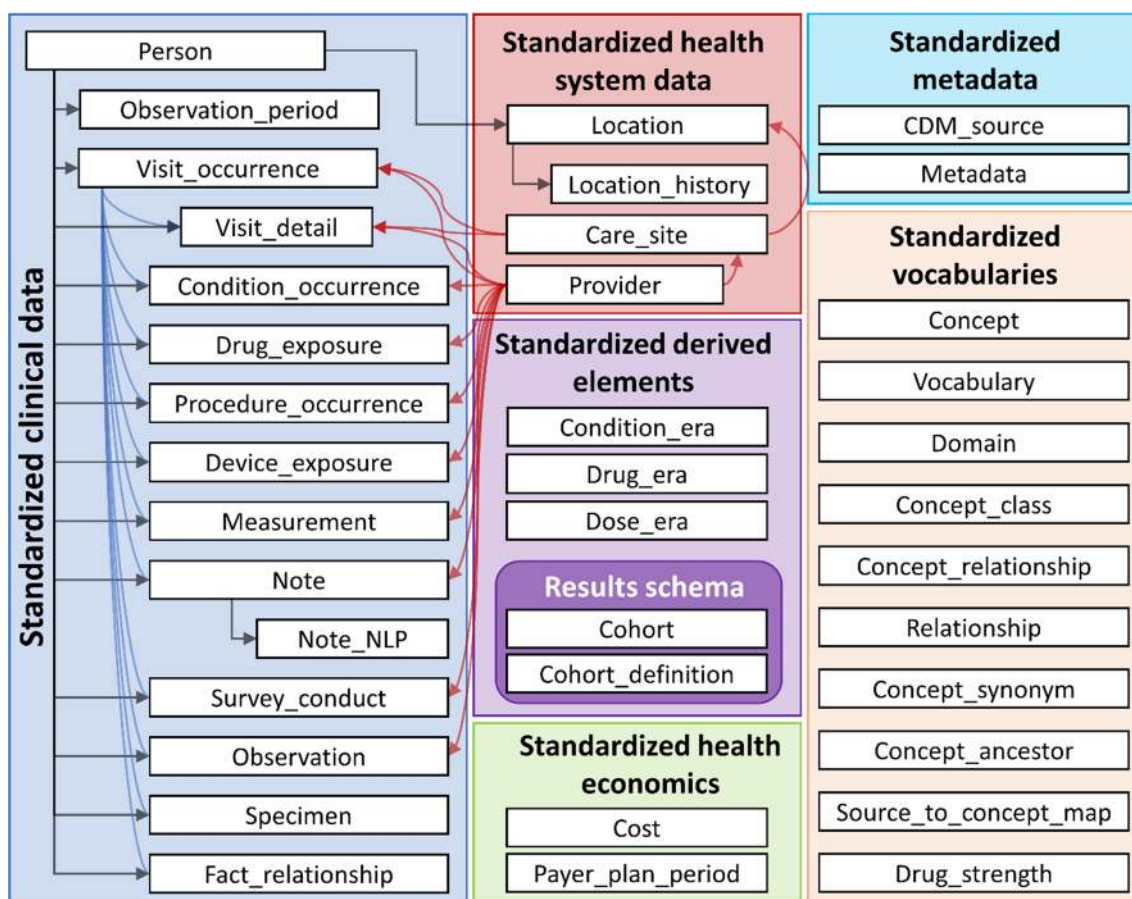 Standardized clinical data
Person
Observation_period
Visit_occurrence
Visit_detail
Condition_occurrence
Drug_exposure
Procedure_occurrence
Device_exposure
Measurement
Note
Note_NLP
Survey_conduct
Observation
Specimen
Fact_relationship
Standardized health
system data
Location
Location_history
Care_site
Provider
Standardized derived
elements
Condition_era
Drug_era
Dose_era
Results schema
Cohort
Cohort_definition
Standardized health
economics
Cost
Payer_plan_period
Standardized
metadata
CDM_source
Metadata
Standardized
vocabularies
Concept
Vocabulary
Domain
Concept_class
Concept_relationship
Relationship
Concept_synonym
Concept_ancestor
Source_to_concept_map
Drug_strength